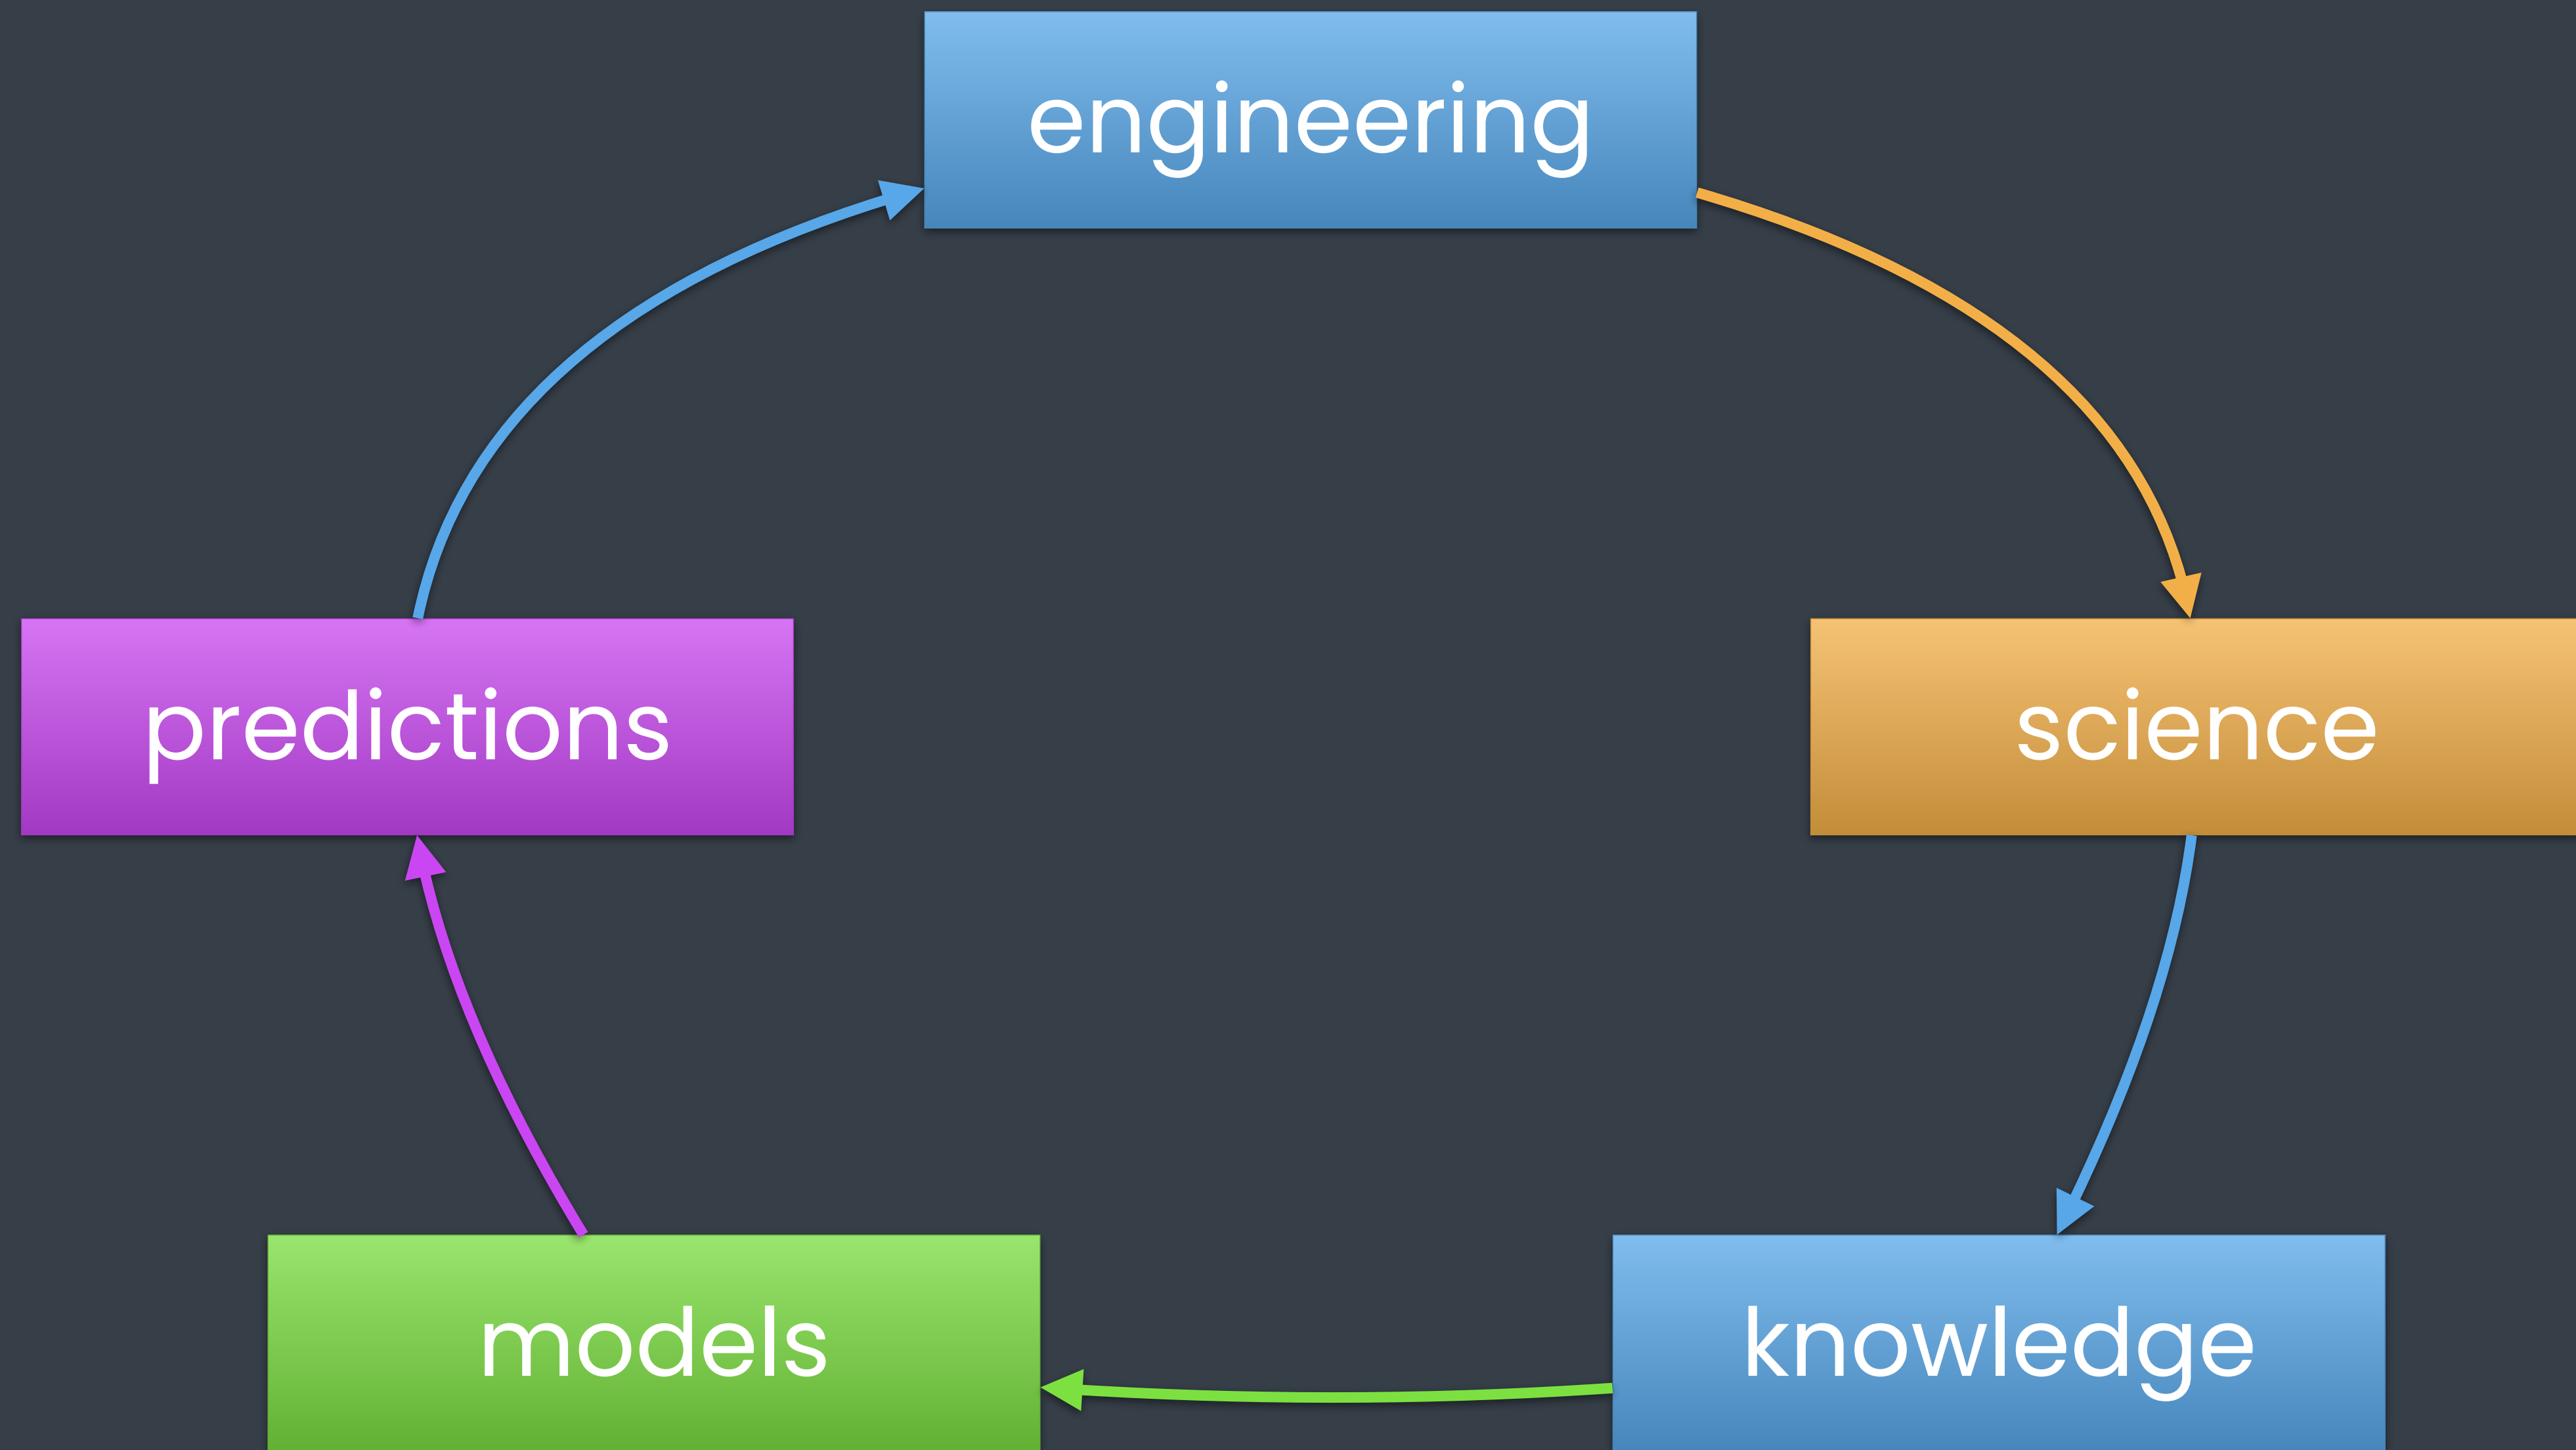 engineering
predictions
science
models
knowledge